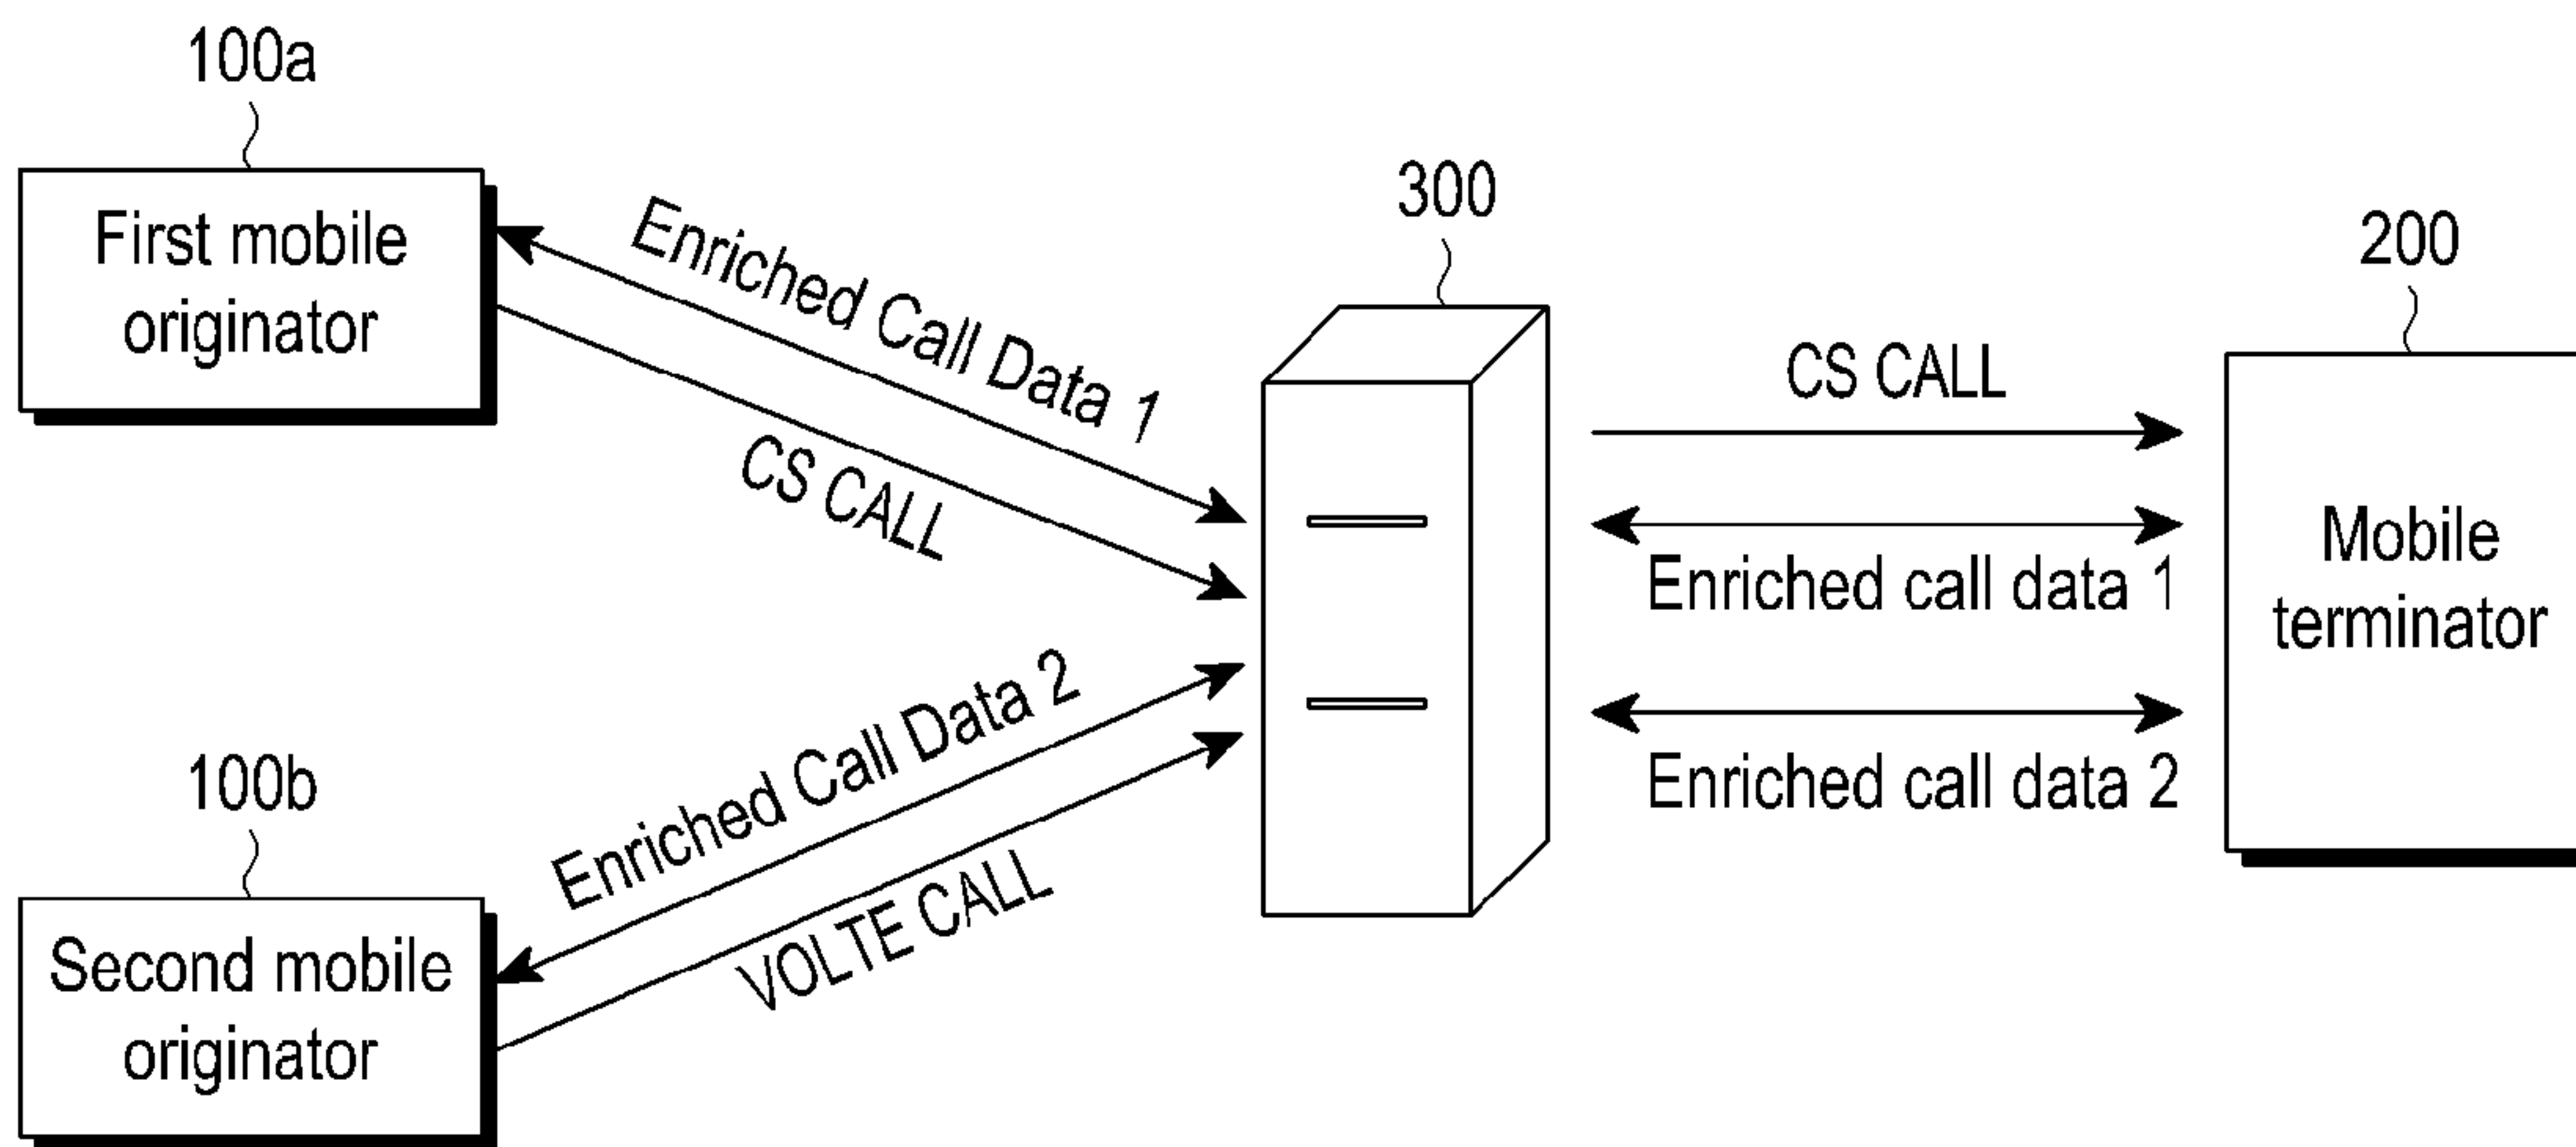 100a
First mobile
originator
Enriched Call Data 1
CS CALL
300
CS CALL
Enriched call data 1
Enriched call data 2
200
Mobile
terminator
Enriched Call Data 2
VOLTE CALL
100b
Second mobile
originator